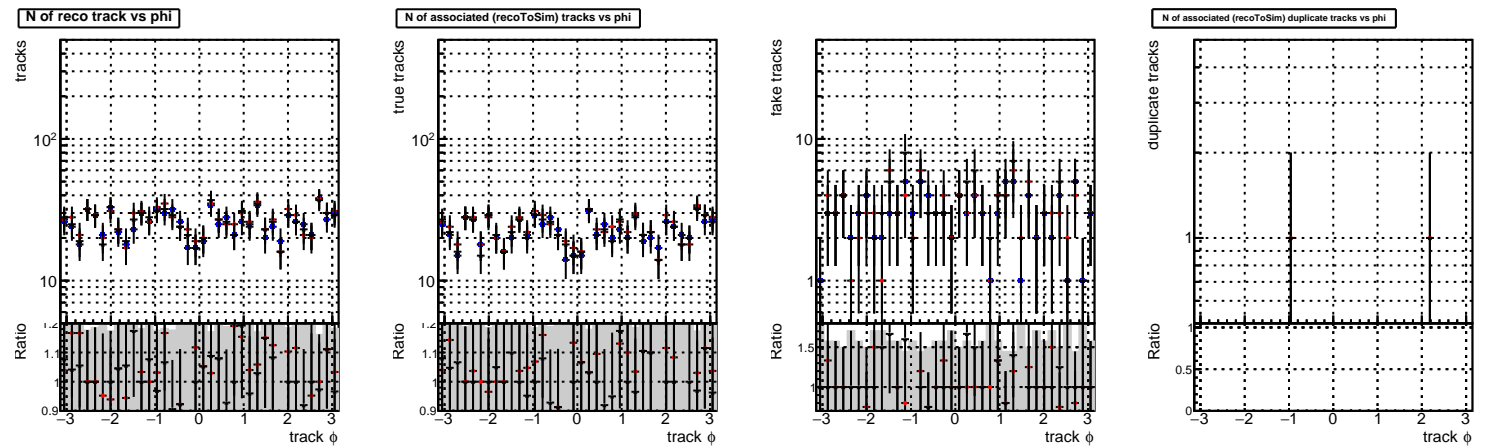 N of reco track vs phi
tracks
10²
10
Ratio
1.2
1.1
1
0.9
−3 −2 −1 0 1 2 3
track ϕ
N of associated (recoToSim) tracks vs phi
true tracks
10²
10
Ratio
1.2
1.1
1
0.9
−3 −2 −1 0 1 2 3
track ϕ
fake tracks
10
1
Ratio
1.5
1
−3 −2 −1 0 1 2 3
track ϕ
N of associated (recoToSim) duplicate tracks vs phi
duplicate tracks
1
Ratio
1
0.5
0
−3 −2 −1 0 1 2 3
track ϕ